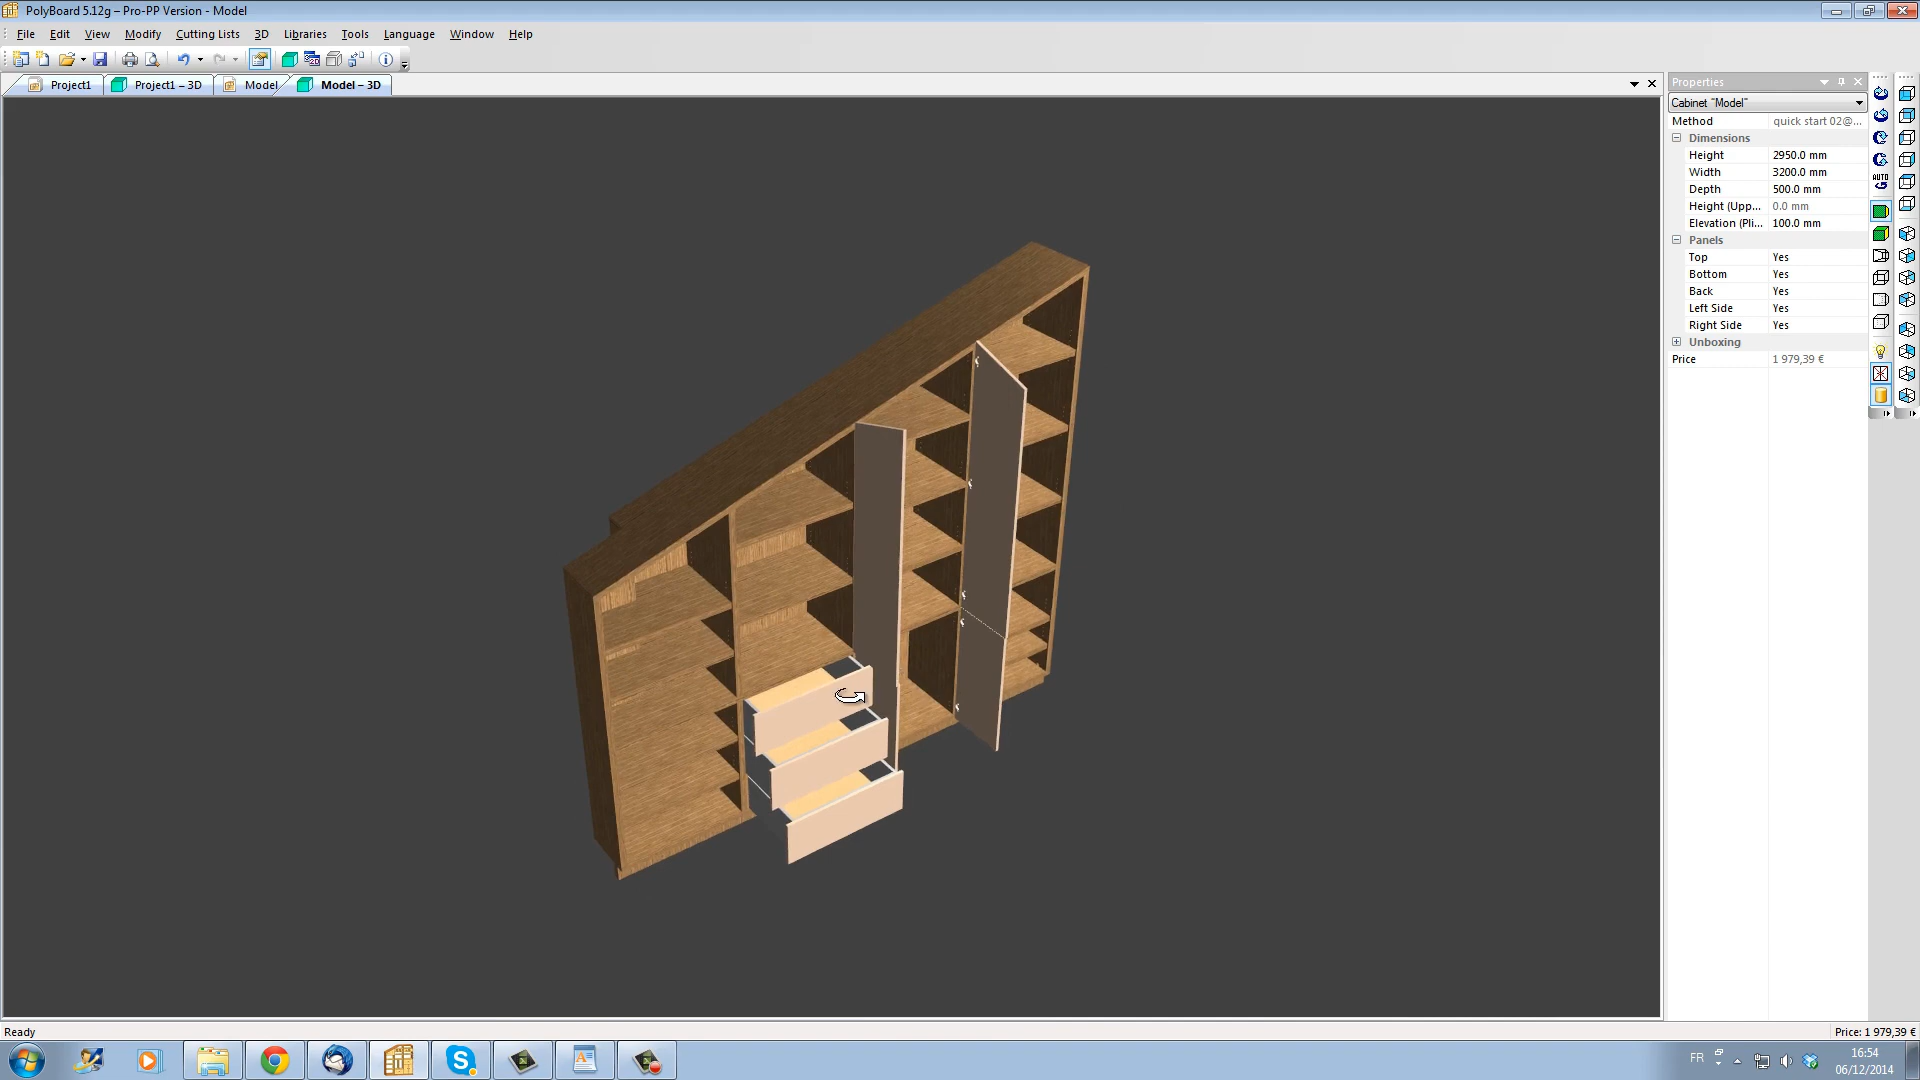 PolyBoard 5.12g – Pro-PP Version - Model
File Edit View Modify Cutting Lists 3D Libraries Tools Language Window Help
Project1 Project1 – 3D Model Model – 3D
Properties
Cabinet "Model"
Method quick start 02@...
Dimensions
Height 2950.0 mm
Width 3200.0 mm
Depth 500.0 mm
Height (Upp... 0.0 mm
Elevation (Pli... 100.0 mm
Panels
Top Yes
Bottom Yes
Back Yes
Left Side Yes
Right Side Yes
Unboxing
Price 1 979,39 €
AUTO
Ready
Price: 1 979,39 €
FR
16:54
06/12/2014